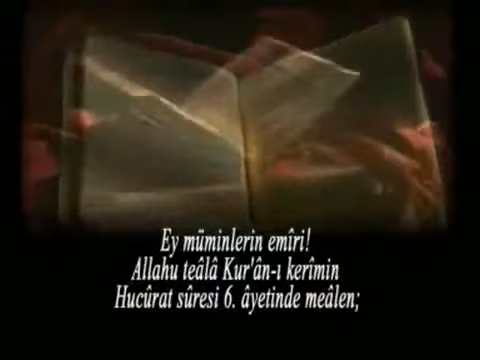 Ey müminlerin emîri!
Allahu teâlâ Kur'ân-ı kerîmin
Hucûrat sûresi 6. âyetinde meâlen;